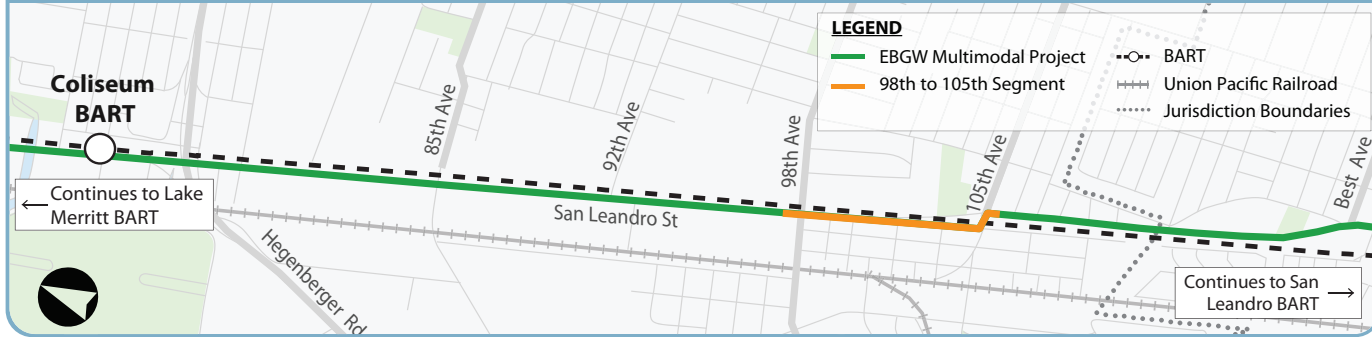 Coliseum
BART
85th Ave
92th Ave
98th Ave
105th Ave
Best Ave
San Leandro St
Hegenberger Rd
Continues to Lake
Merritt BART
Continues to San
Leandro BART
LEGEND
EBGW Multimodal Project
98th to 105th Segment
BART
Union Pacific Railroad
Jurisdiction Boundaries